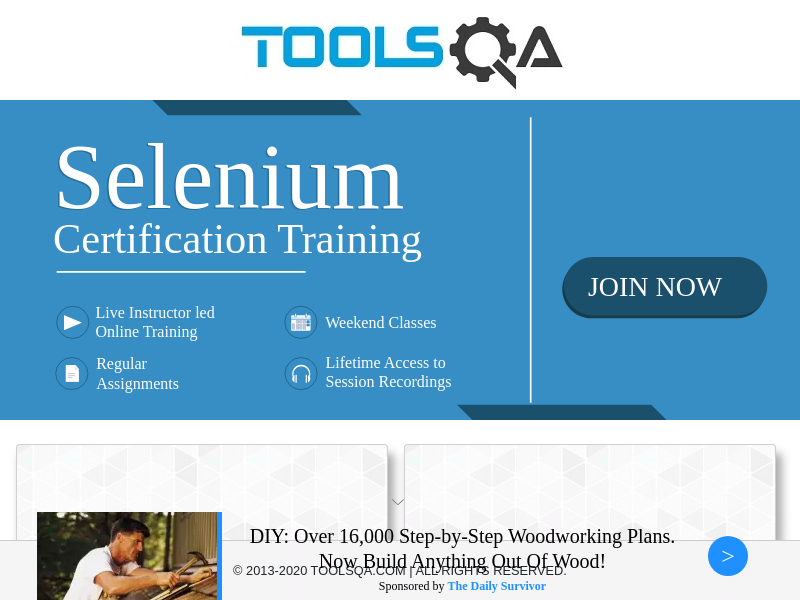 TOOLSQA
Selenium
Certification Training
Live Instructor led
Online Training
Weekend Classes
Regular
Assignments
Lifetime Access to
Session Recordings
JOIN NOW
DIY: Over 16,000 Step-by-Step Woodworking Plans.
Now Build Anything Out Of Wood!
© 2013-2020 TOOLSQA.COM | ALL RIGHTS RESERVED.
Sponsored by The Daily Survivor
>